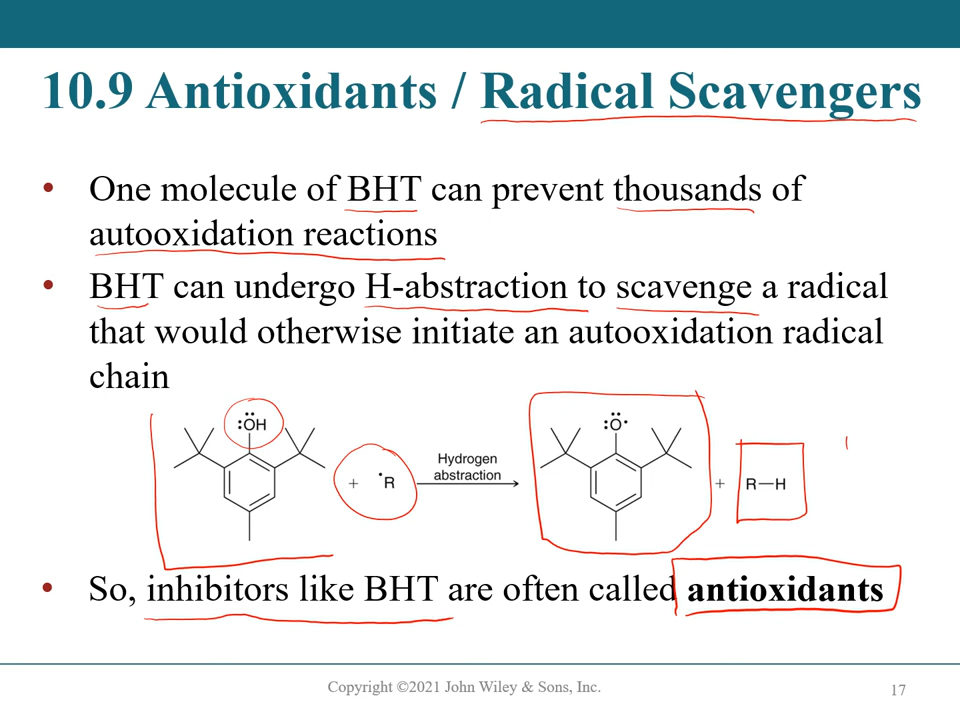 10.9 Antioxidants / Radical Scavengers
• One molecule of BHT can prevent thousands of
autooxidation reactions
• BHT can undergo H-abstraction to scavenge a radical
that would otherwise initiate an autooxidation radical
chain
:ÖH
+ •R
Hydrogen
abstraction
:Ö•
+ R—H
• So, inhibitors like BHT are often called antioxidants
Copyright ©2021 John Wiley & Sons, Inc.
17